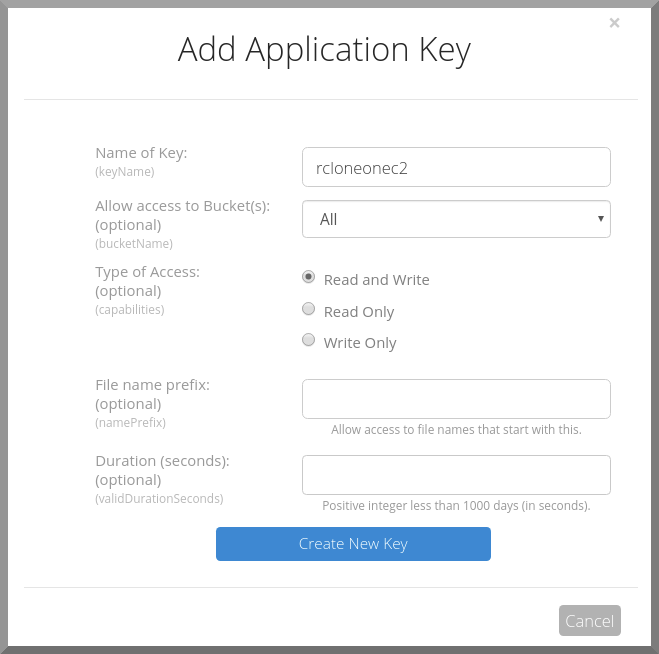 ×
Add Application Key
Name of Key:
(keyName)
rcloneonec2
Allow access to Bucket(s):
(optional)
(bucketName)
All
Type of Access:
(optional)
(capabilities)
Read and Write
Read Only
Write Only
File name prefix:
(optional)
(namePrefix)
Allow access to file names that start with this.
Duration (seconds):
(optional)
(validDurationSeconds)
Positive integer less than 1000 days (in seconds).
Create New Key
Cancel